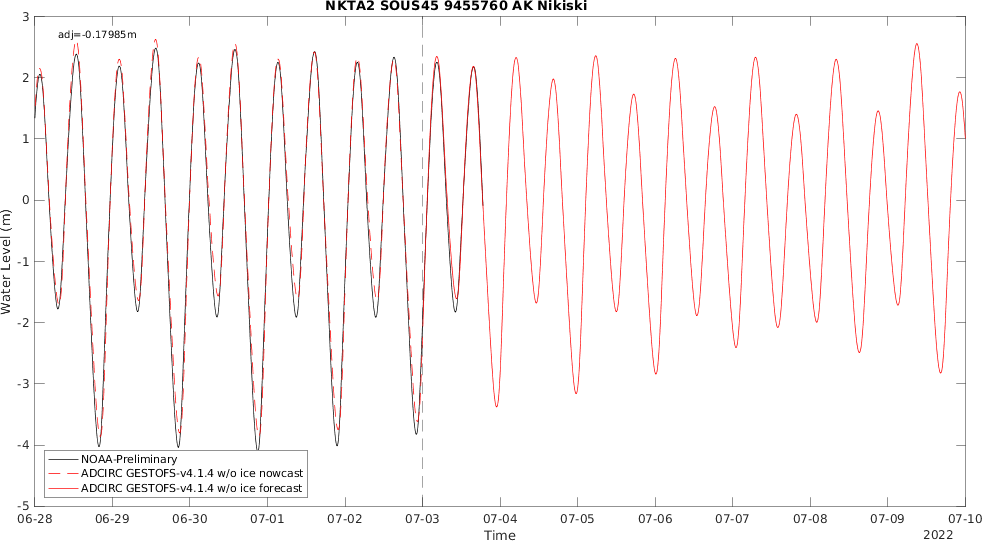 NKTA2 SOUS45 9455760 AK Nikiski
adj=-0.17985m
Water Level (m)
3
2
1
0
-1
-2
-3
-4
-5
NOAA-Preliminary
ADCIRC GESTOFS-v4.1.4 w/o ice nowcast
ADCIRC GESTOFS-v4.1.4 w/o ice forecast
06-28 06-29 06-30 07-01 07-02 07-03 07-04 07-05 07-06 07-07 07-08 07-09 07-10
Time
2022